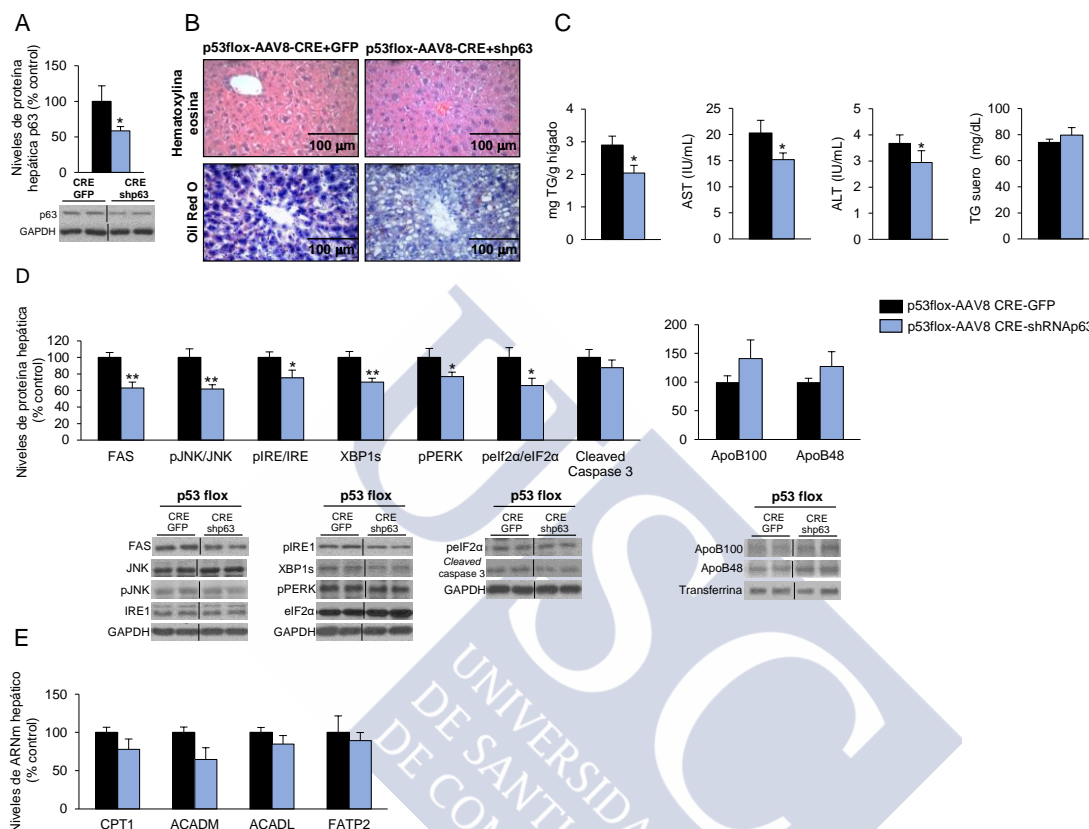 A
Niveles de proteína
hepática p63 (% control)
150
100
50
0
*
CRE
GFP
CRE
shp63
p63
GAPDH
B
p53flox-AAV8-CRE+GFP
p53flox-AAV8-CRE+shp63
Hematoxylina
eosina
100 µm
100 µm
Oil Red O
100 µm
100 µm
C
mg TG/g hígado
4
3
2
1
0
*
AST (IU/mL)
25
20
15
10
5
0
*
ALT (IU/mL)
5
4
3
2
1
0
*
TG suero (mg/dL)
100
80
60
40
20
0
p53flox-AAV8 CRE-GFP
p53flox-AAV8 CRE-shRNAp63
D
Niveles de proteína hepática
(% control)
120
100
80
60
40
20
0
**
**
*
**
*
*
FAS
pJNK/JNK
pIRE/IRE
XBP1s
pPERK
peIf2α/eIF2α
Cleaved
Caspase 3
200
150
100
50
0
ApoB100
ApoB48
p53 flox
CRE
GFP
CRE
shp63
FAS
JNK
pJNK
IRE1
GAPDH
p53 flox
CRE
GFP
CRE
shp63
pIRE1
XBP1s
pPERK
eIF2α
GAPDH
p53 flox
CRE
GFP
CRE
shp63
peIF2α
Cleaved
caspase 3
GAPDH
p53 flox
CRE
GFP
CRE
shp63
ApoB100
ApoB48
Transferrina
E
Niveles de ARNm hepático
(% control)
150
100
50
0
CPT1
ACADM
ACADL
FATP2
USC
UNIVERSIDA
DE SANTI
DE COM